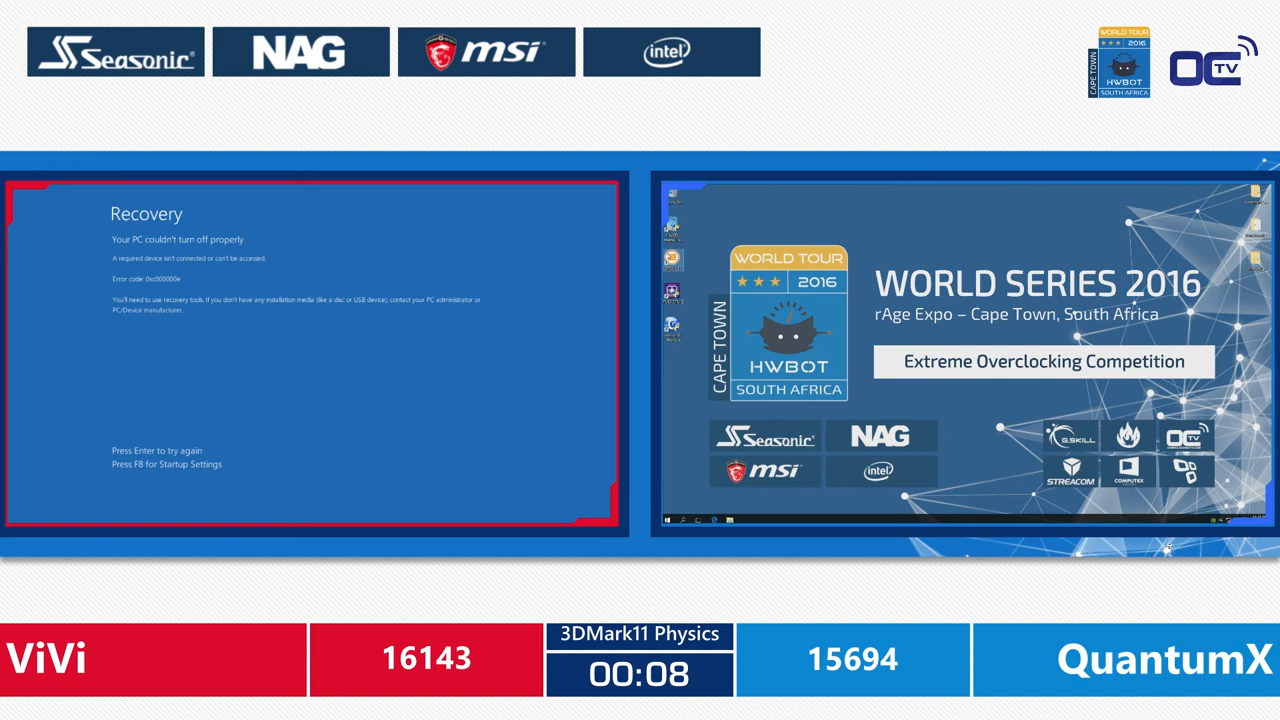 Seasonic
NAG
msi
intel
WORLD TOUR
2016
CAPE TOWN
HWBOT
SOUTH AFRICA
OC TV
Recovery
Your PC couldn't turn off properly
A required device isn't connected or can't be accessed.
Error code: 0xc000000e
You'll need to use recovery tools. If you don't have any installation media (like a disc or USB device), contact your PC administrator or
PC/Device manufacturer.
Press Enter to try again
Press F8 for Startup Settings
WORLD TOUR
2016
CAPE TOWN
HWBOT
SOUTH AFRICA
WORLD SERIES 2016
rAge Expo – Cape Town, South Africa
Extreme Overclocking Competition
Seasonic
NAG
msi
intel
G.SKILL
OC TV
STREACOM
COMPUTEX
ViVi
16143
3DMark11 Physics
00:08
15694
QuantumX